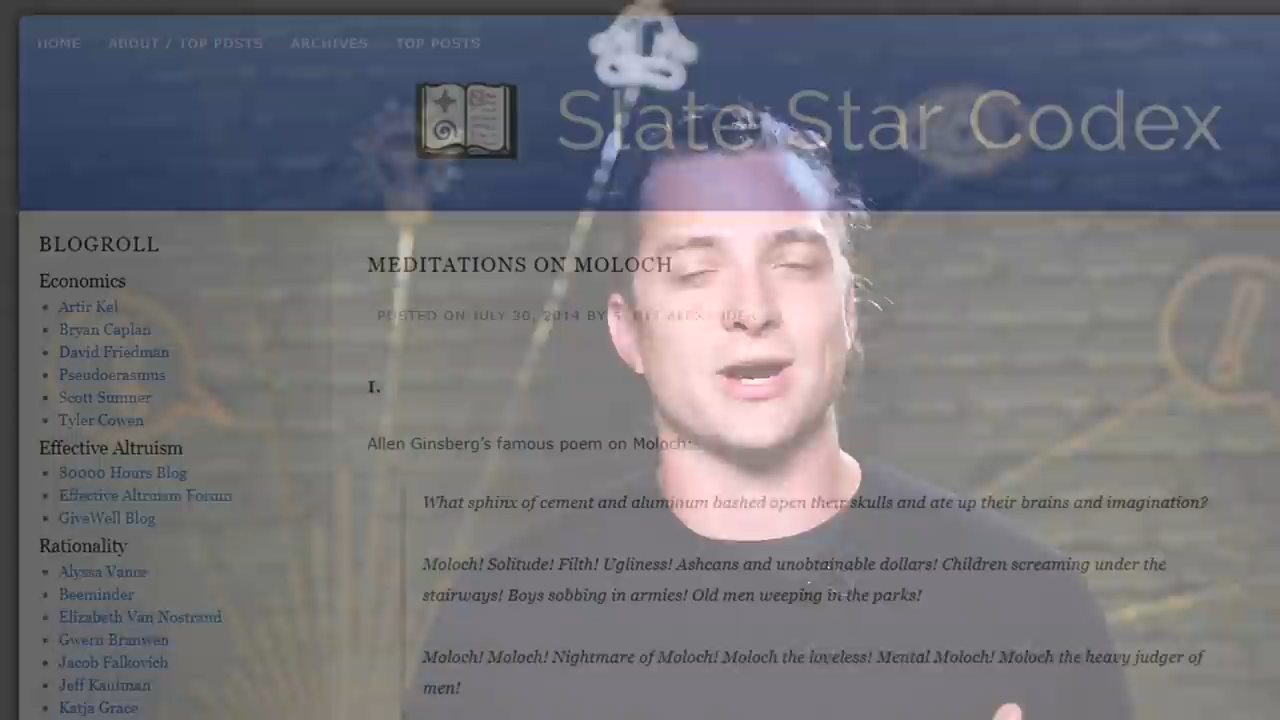 HOME ABOUT / TOP POSTS ARCHIVES TOP POSTS
Slate Star Codex
BLOGROLL
Economics
Artir Kel
Bryan Caplan
David Friedman
Pseudoerasmus
Scott Sumner
Tyler Cowen
Effective Altruism
80000 Hours Blog
Effective Altruism Forum
GiveWell Blog
Rationality
Alyssa Vance
Beeminder
Elizabeth Van Nostrand
Gwern Branwen
Jacob Falkovich
Jeff Kaufman
Katja Grace
MEDITATIONS ON MOLOCH
POSTED ON JULY 30, 2014 BY SCOTT ALEXANDER
I.
Allen Ginsberg's famous poem on Moloch:
What sphinx of cement and aluminum bashed open their skulls and ate up their brains and imagination?
Moloch! Solitude! Filth! Ugliness! Ashcans and unobtainable dollars! Children screaming under the
stairways! Boys sobbing in armies! Old men weeping in the parks!
Moloch! Moloch! Nightmare of Moloch! Moloch the loveless! Mental Moloch! Moloch the heavy judger of
men!